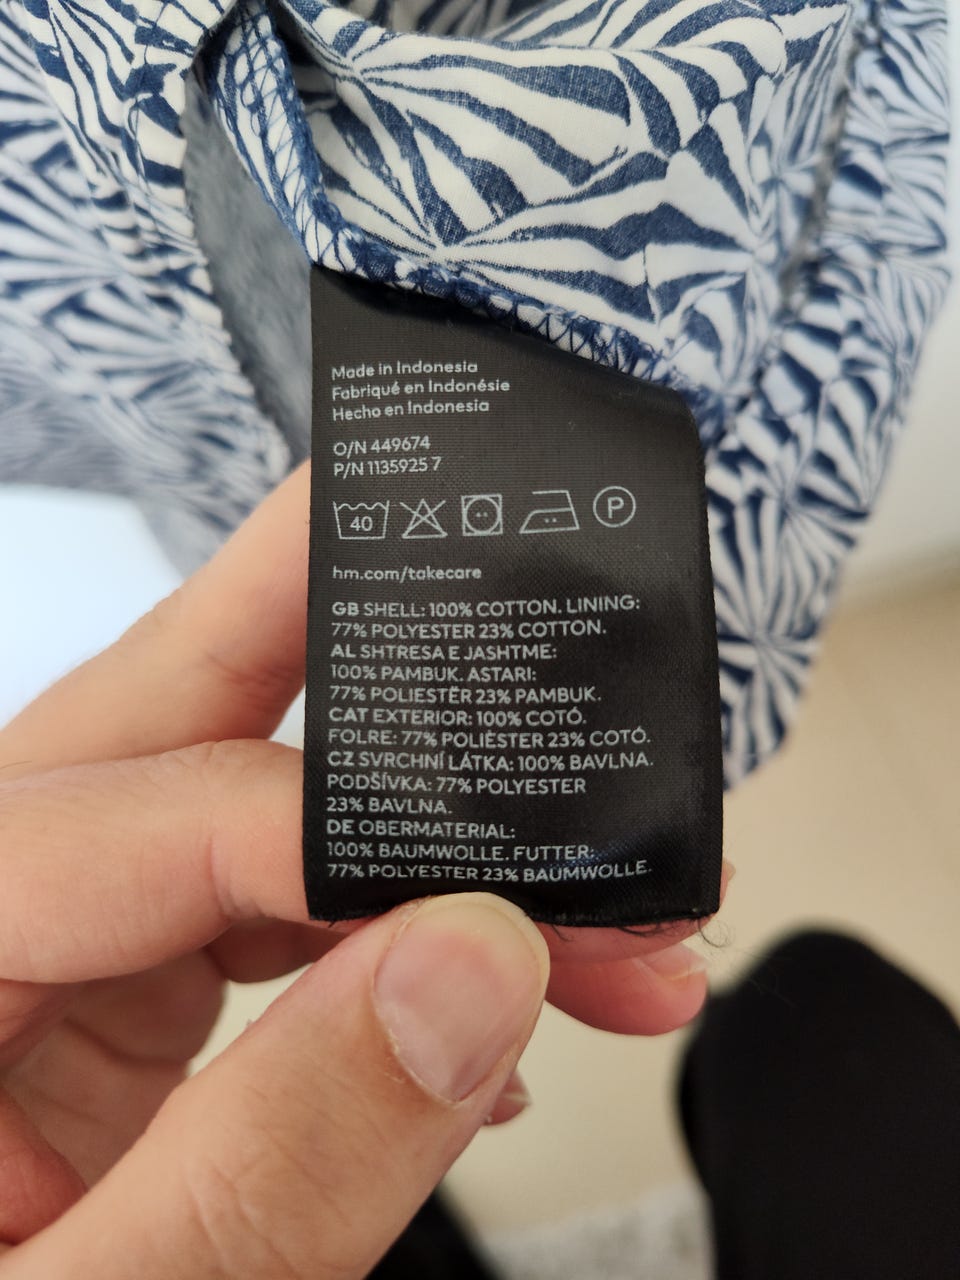 Made in Indonesia
Fabriqué en Indonésie
Hecho en Indonesia
O/N 449674
P/N 1135925 7
40 P
hm.com/takecare
GB SHELL: 100% COTTON. LINING:
77% POLYESTER 23% COTTON.
AL SHTRESA E JASHTME:
100% PAMBUK. ASTARI:
77% POLIESTËR 23% PAMBUK.
CAT EXTERIOR: 100% COTÓ.
FOLRE: 77% POLIÈSTER 23% COTÓ.
CZ SVRCHNÍ LÁTKA: 100% BAVLNA.
PODŠÍVKA: 77% POLYESTER
23% BAVLNA.
DE OBERMATERIAL:
100% BAUMWOLLE. FUTTER:
77% POLYESTER 23% BAUMWOLLE.